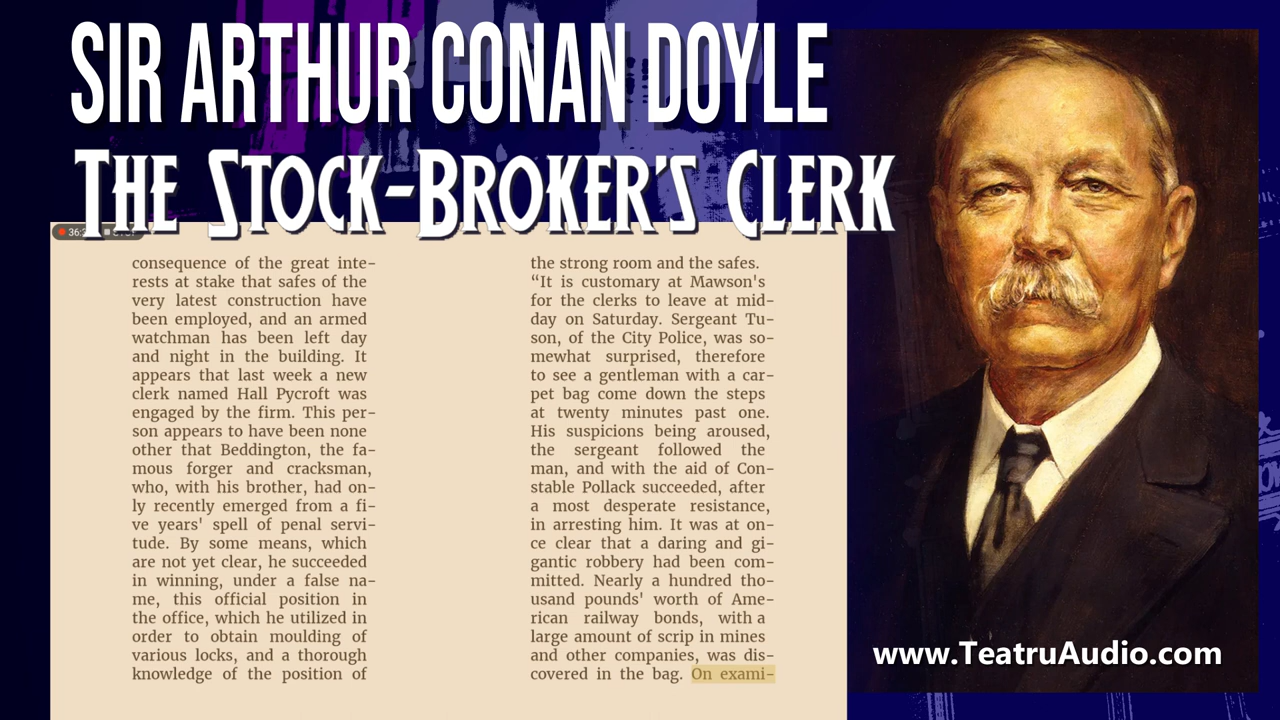 SIR ARTHUR CONAN DOYLE
THE STOCK-BROKER'S CLERK
consequence of the great inte-
rests at stake that safes of the
very latest construction have
been employed, and an armed
watchman has been left day
and night in the building. It
appears that last week a new
clerk named Hall Pycroft was
engaged by the firm. This per-
son appears to have been none
other that Beddington, the fa-
mous forger and cracksman,
who, with his brother, had on-
ly recently emerged from a fi-
ve years' spell of penal servi-
tude. By some means, which
are not yet clear, he succeeded
in winning, under a false na-
me, this official position in
the office, which he utilized in
order to obtain moulding of
various locks, and a thorough
knowledge of the position of
the strong room and the safes.
“It is customary at Mawson's
for the clerks to leave at mid-
day on Saturday. Sergeant Tu-
son, of the City Police, was so-
mewhat surprised, therefore
to see a gentleman with a car-
pet bag come down the steps
at twenty minutes past one.
His suspicions being aroused,
the sergeant followed the
man, and with the aid of Con-
stable Pollack succeeded, after
a most desperate resistance,
in arresting him. It was at on-
ce clear that a daring and gi-
gantic robbery had been com-
mitted. Nearly a hundred tho-
usand pounds' worth of Ame-
rican railway bonds, with a
large amount of scrip in mines
and other companies, was dis-
covered in the bag. On exami-
www.TeatruAudio.com